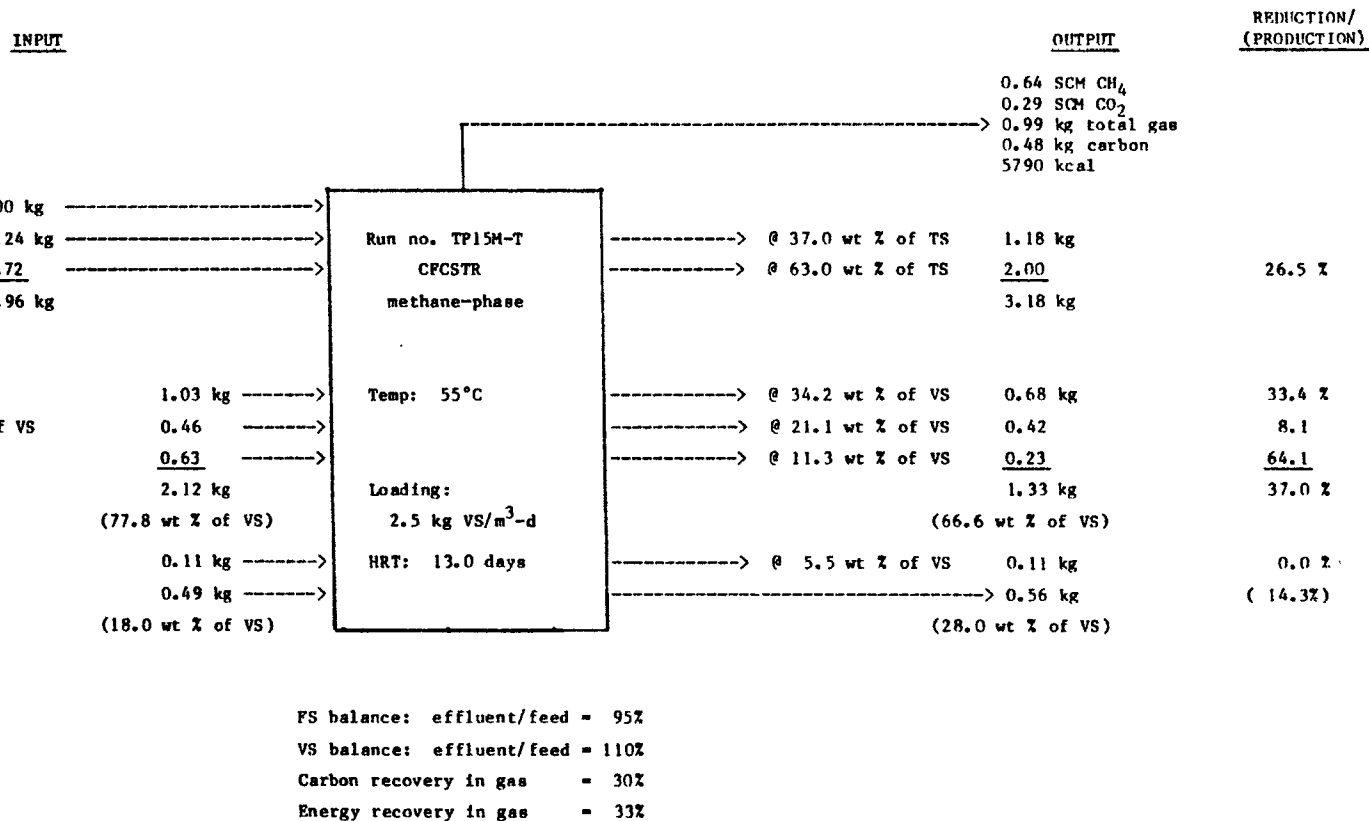 REDUCTION/
INPUT OUTPUT (PRODUCTION)
0.64 SCM CH4
0.29 SCM CO2
0.99 kg total gas
0.48 kg carbon
5790 kcal
00 kg
24 kg Run no. TP15M-T @ 37.0 wt % of TS 1.18 kg
.72 CFCSTR @ 63.0 wt % of TS 2.00 26.5 %
.96 kg methane-phase 3.18 kg
1.03 kg Temp: 55°C @ 34.2 wt % of VS 0.68 kg 33.4 %
f VS 0.46 @ 21.1 wt % of VS 0.42 8.1
0.63 @ 11.3 wt % of VS 0.23 64.1
2.12 kg Loading: 1.33 kg 37.0 %
(77.8 wt % of VS) 2.5 kg VS/m3-d (66.6 wt % of VS)
0.11 kg HRT: 13.0 days @ 5.5 wt % of VS 0.11 kg 0.0 %
0.49 kg 0.56 kg ( 14.3%)
(18.0 wt % of VS) (28.0 wt % of VS)
FS balance: effluent/feed = 95%
VS balance: effluent/feed = 110%
Carbon recovery in gas = 30%
Energy recovery in gas = 33%